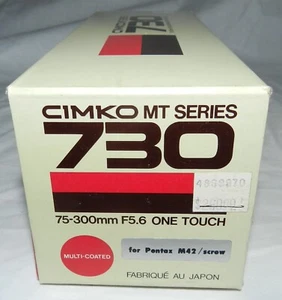 CIMKO MT SERIES
730
75-300mm F5.6 ONE TOUCH
MULTI-COATED
for Pentax M42/screw
FABRIQUÉ AU JAPON